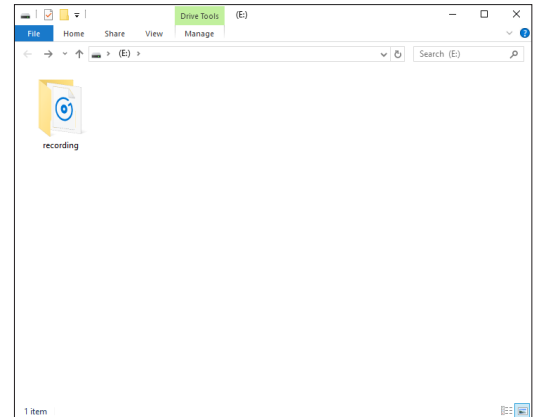 Drive Tools (E:)
File Home Share View Manage
(E:) Search (E:)
recording
1 item